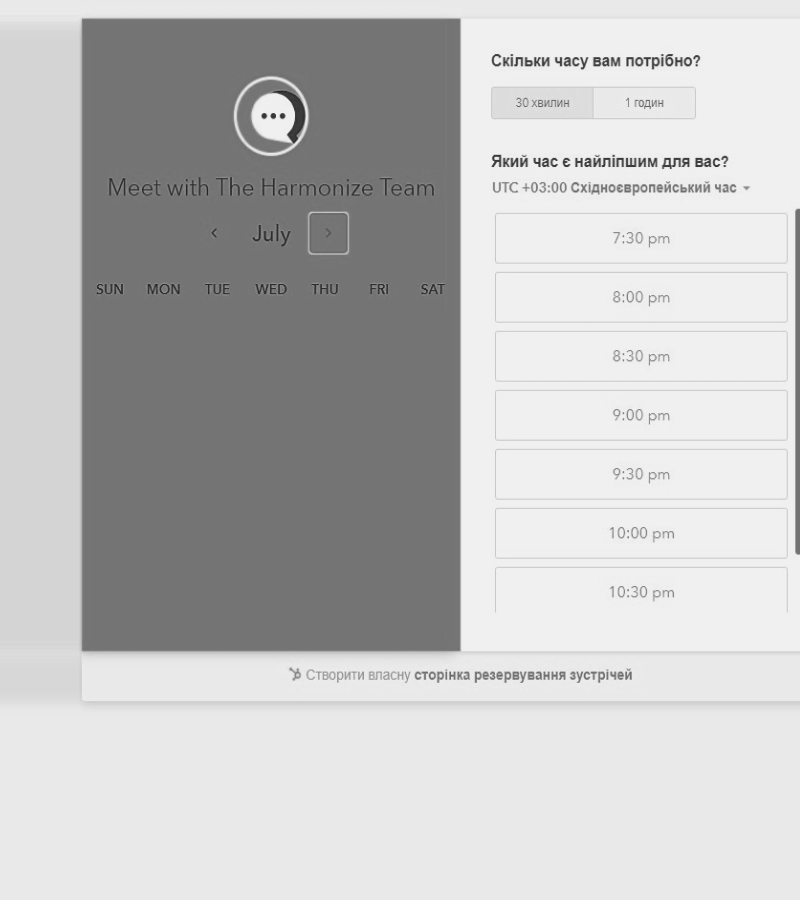 Meet with The Harmonize Team
July
SUN MON TUE WED THU FRI SAT
Скільки часу вам потрібно?
30 хвилин 1 годин
Який час є найліпшим для вас?
UTC +03:00 Східноєвропейський час
7:30 pm
8:00 pm
8:30 pm
9:00 pm
9:30 pm
10:00 pm
10:30 pm
Створити власну сторінка резервування зустрічей